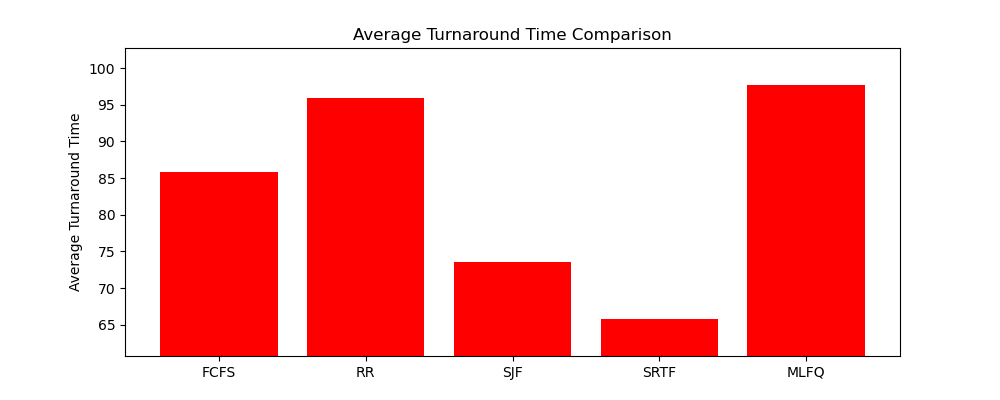 Average Turnaround Time Comparison
Average Turnaround Time
100
95
90
85
80
75
70
65
FCFS RR SJF SRTF MLFQ